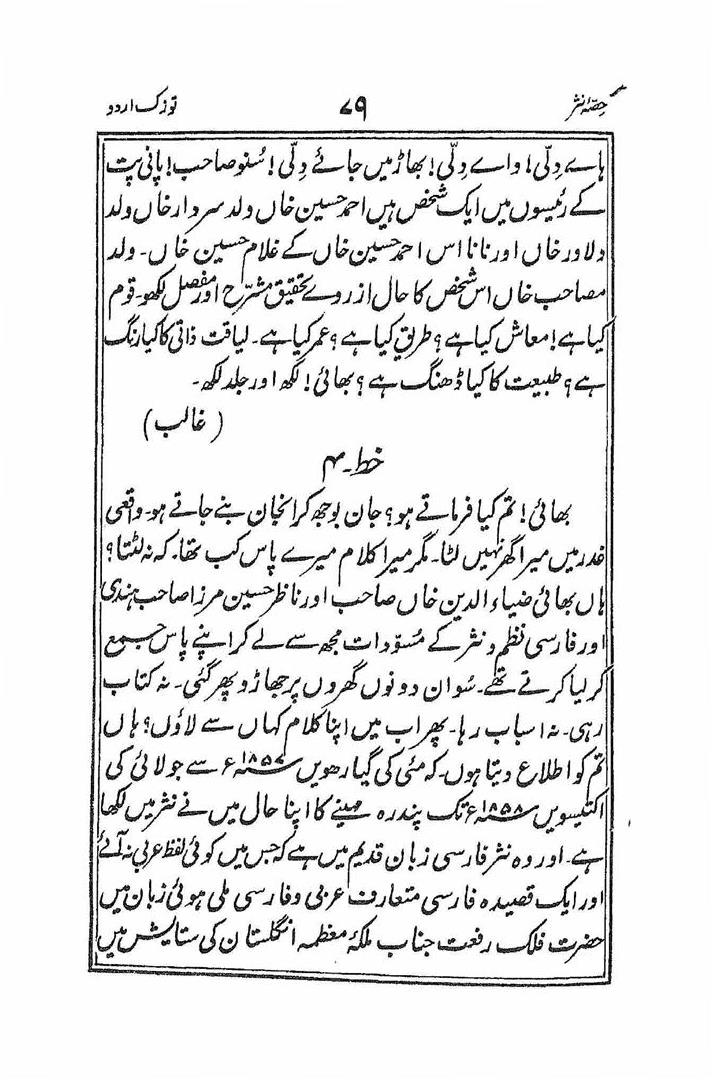 حصۂ نثر ۷۹ توزک اردو
ہاے دِلّی! واے دِلّی! بھاڑ میں جائے دِلّی! سُنو صاحب! پانی پت
کے رئیسوں میں ایک شخص ہیں احمد حسین خاں ولد سردار خاں ولد
دلاور خاں اور نانا اس احمد حسین خاں کے غلام حسین خاں۔ ولد
مصاحب خاں اس شخص کا حال از روے تحقیق مشرّح اور مفصل لکھو۔ قوم
کیا ہے! معاش کیا ہے؟ طریق کیا ہے؟ عمر کیا ہے۔ لیاقت ذاتی کا کیا رنگ
ہے؟ طبیعت کا کیا ڈھنگ ہے؟ بھائی! لکھ اور جلد لکھ۔
(غالب)
خط۔ ۴
بھائی! تم کیا فرماتے ہو؟ جان بوجھ کر انجان بنے جاتے ہو۔ واقعی
غدر میں میرا گھر نہیں لٹا۔ مگر میرا کلام میرے پاس کب تھا۔ کہ نہ لٹتا؟
ہاں بھائی ضیاء الدین خاں صاحب اور ناظر حسین مرزا صاحب ہندی
اور فارسی نظم و نثر کے مسوّدات مجھ سے لے کر اپنے پاس جمع
کر لیا کرتے تھے۔ سو ان دونوں گھروں پر جھاڑو پھر گئی۔ نہ کتاب
رہی۔ نہ اسباب رہا۔ پھر اب میں اپنا کلام کہاں سے لاؤں؟ ہاں
تم کو اطلاع دیتا ہوں۔ کہ مئی کی گیارھویں ۱۸۵۷ء سے جولائی کی
اکتیسویں ۱۸۵۸ء تک پندرہ مہینے کا اپنا حال میں نے نثر میں لکھا
ہے۔ اور وہ نثر فارسی زبان قدیم میں ہے کہ جس میں کوئی لفظ عربی نہ آئے
اور ایک قصیدہ فارسی متعارف عربی و فارسی ملی ہوئی زبان میں
حضرت فلک رفعت جناب ملکۂ معظمہ انگلستان کی ستایش میں